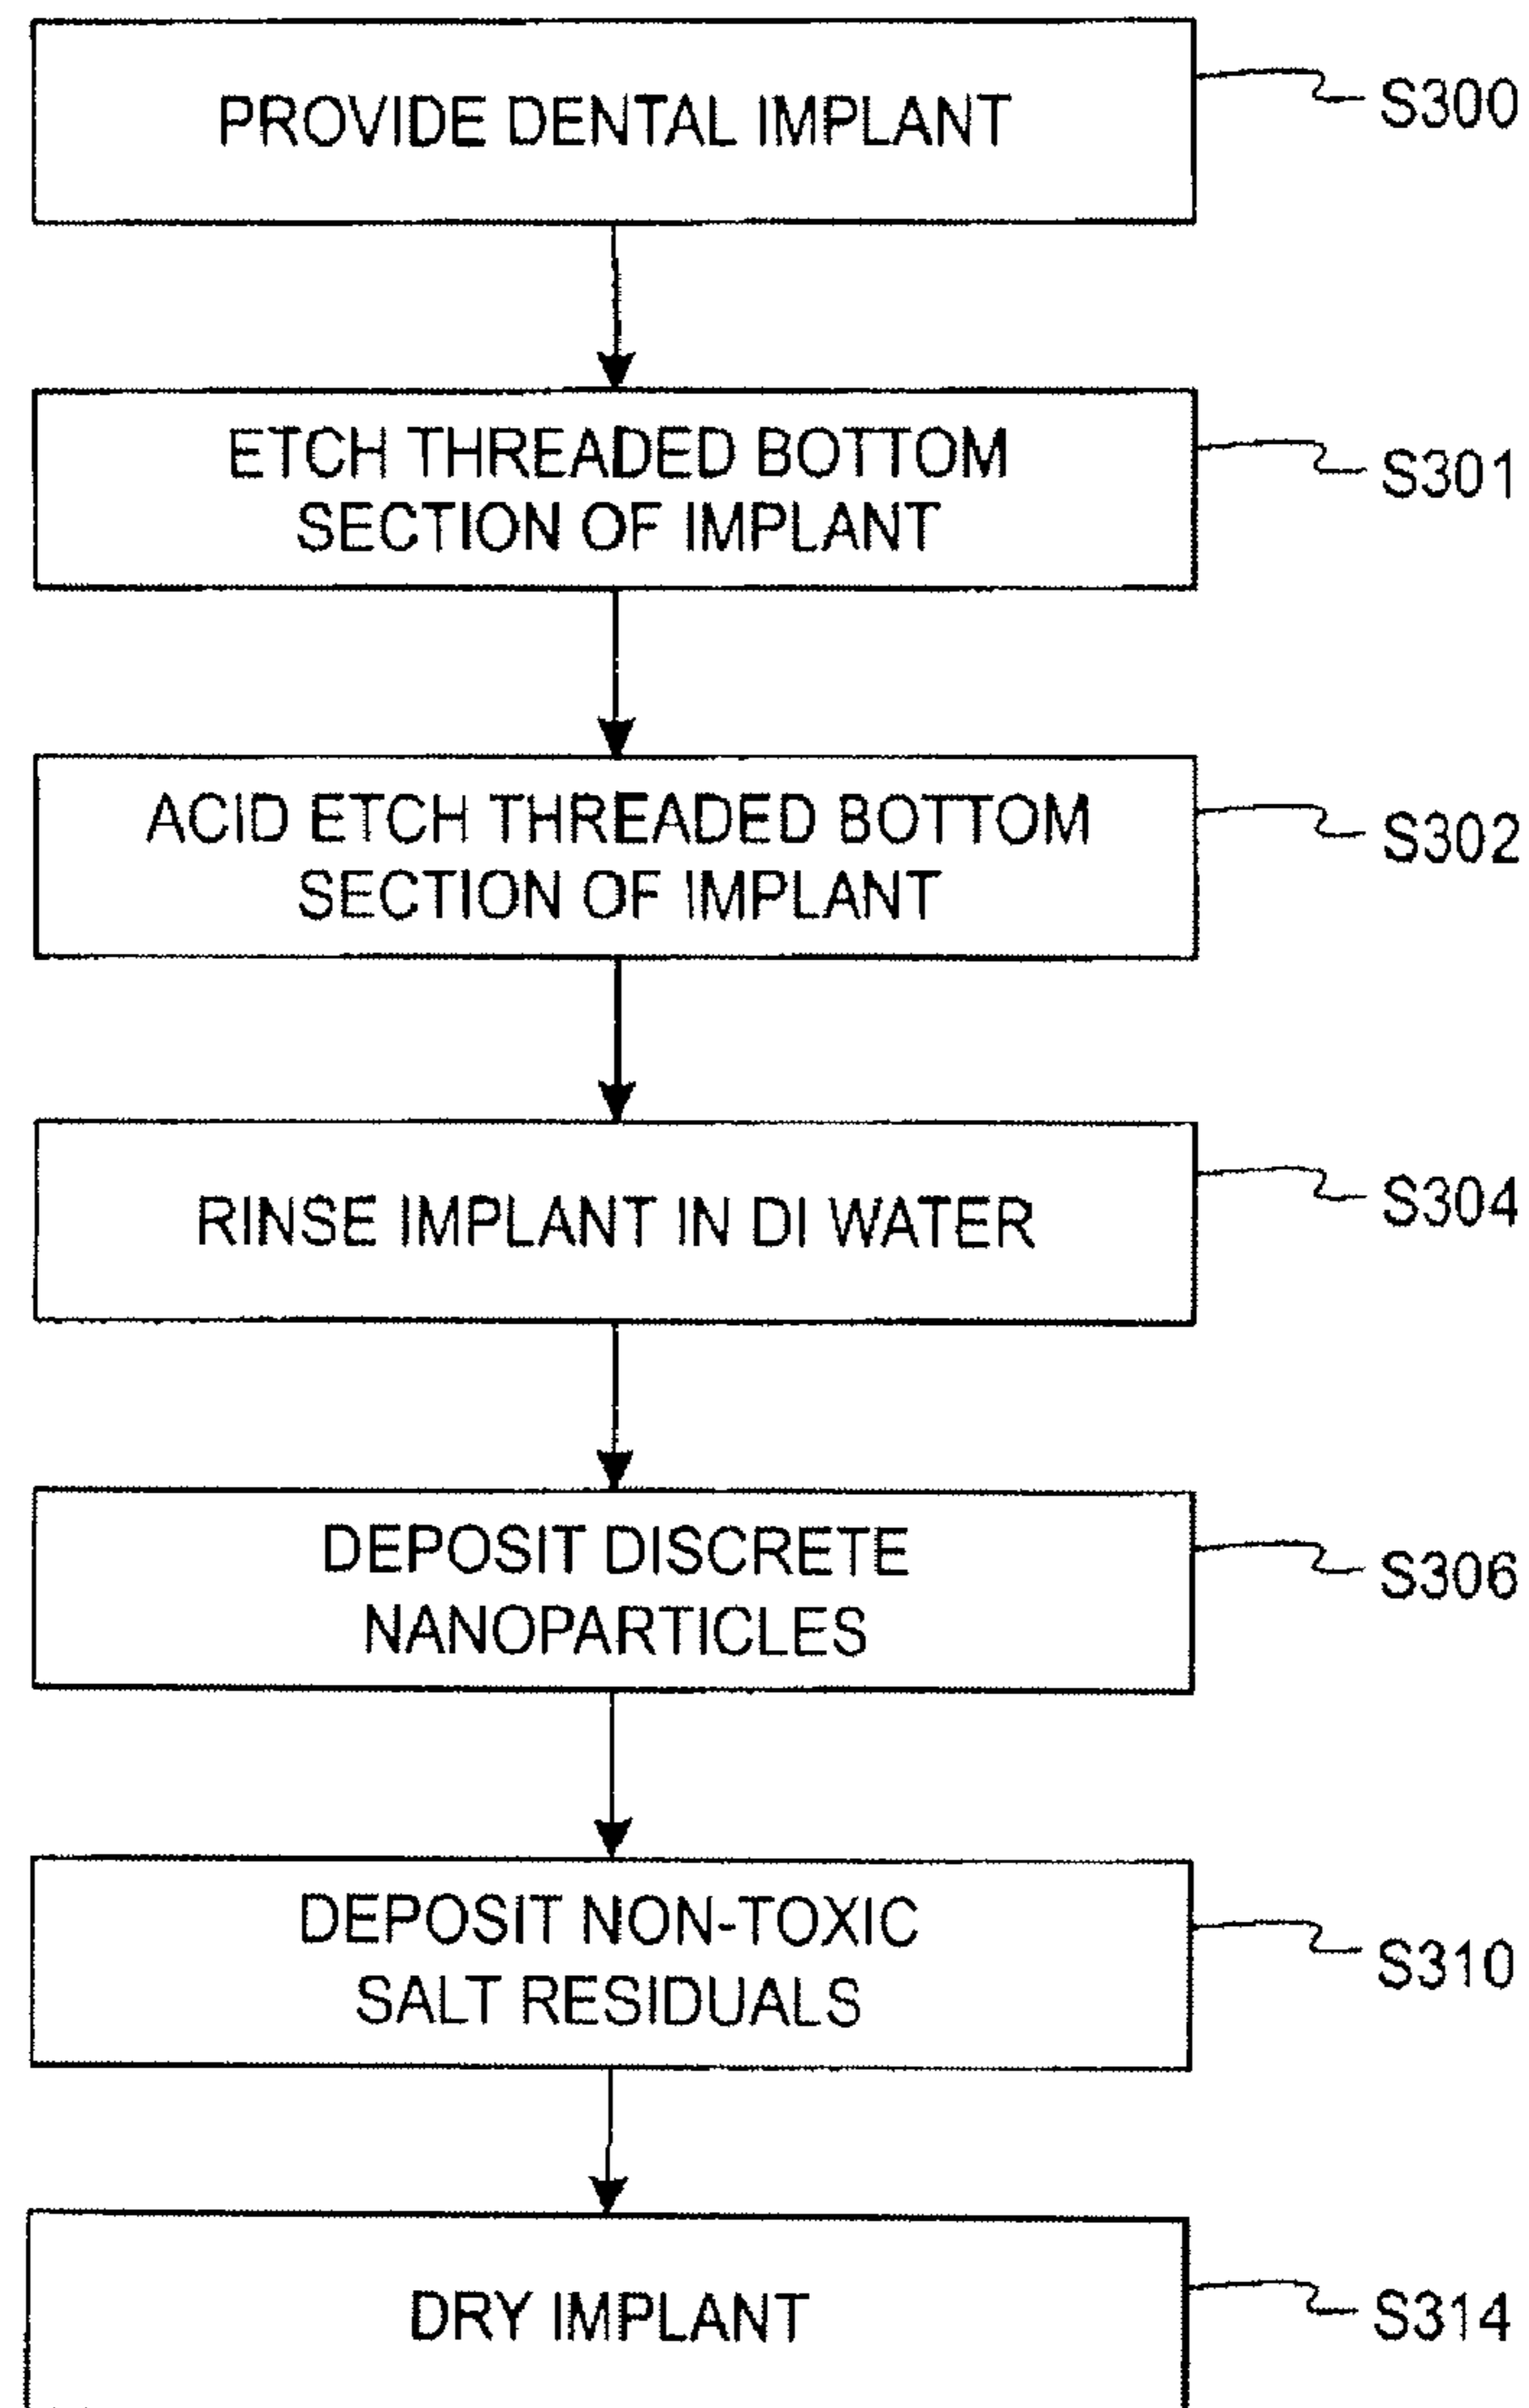 PROVIDE DENTAL IMPLANT
S300
ETCH THREADED BOTTOM
SECTION OF IMPLANT
S301
ACID ETCH THREADED BOTTOM
SECTION OF IMPLANT
S302
RINSE IMPLANT IN DI WATER
S304
DEPOSIT DISCRETE
NANOPARTICLES
S306
DEPOSIT NON-TOXIC
SALT RESIDUALS
S310
DRY IMPLANT
S314